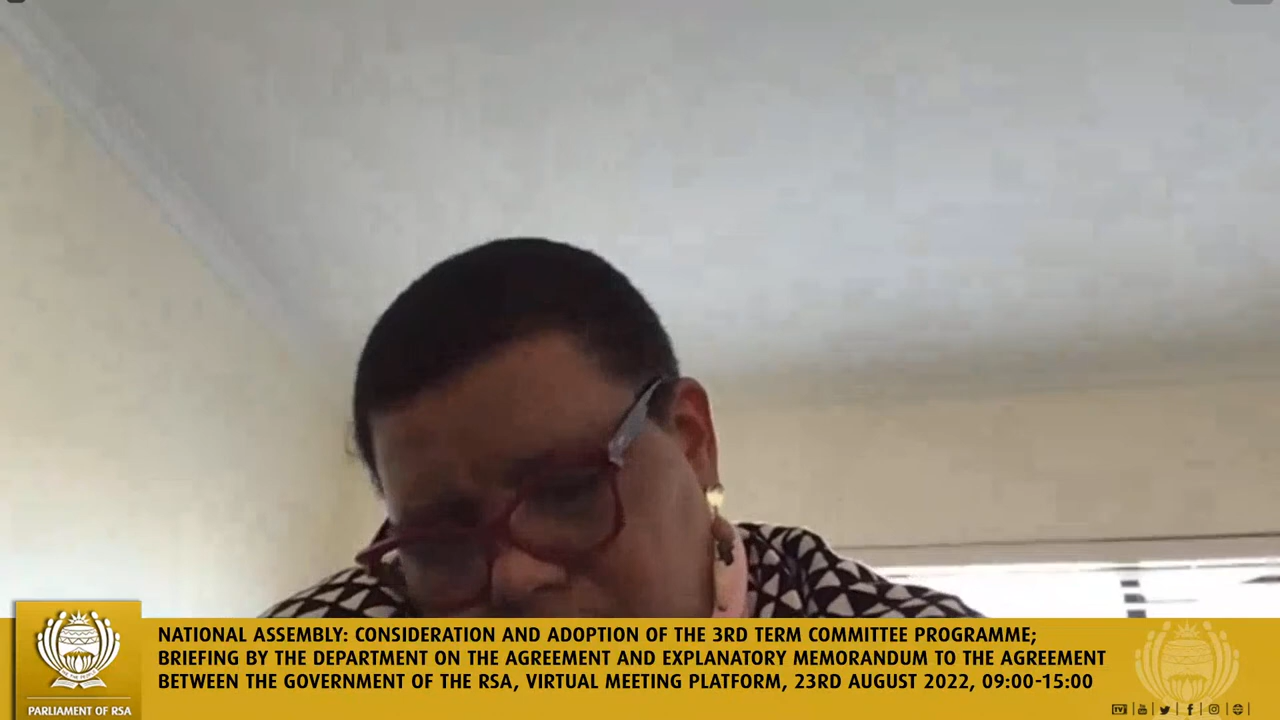 NATIONAL ASSEMBLY: CONSIDERATION AND ADOPTION OF THE 3RD TERM COMMITTEE PROGRAMME;
BRIEFING BY THE DEPARTMENT ON THE AGREEMENT AND EXPLANATORY MEMORANDUM TO THE AGREEMENT
BETWEEN THE GOVERNMENT OF THE RSA, VIRTUAL MEETING PLATFORM, 23RD AUGUST 2022, 09:00-15:00
PARLIAMENT OF RSA